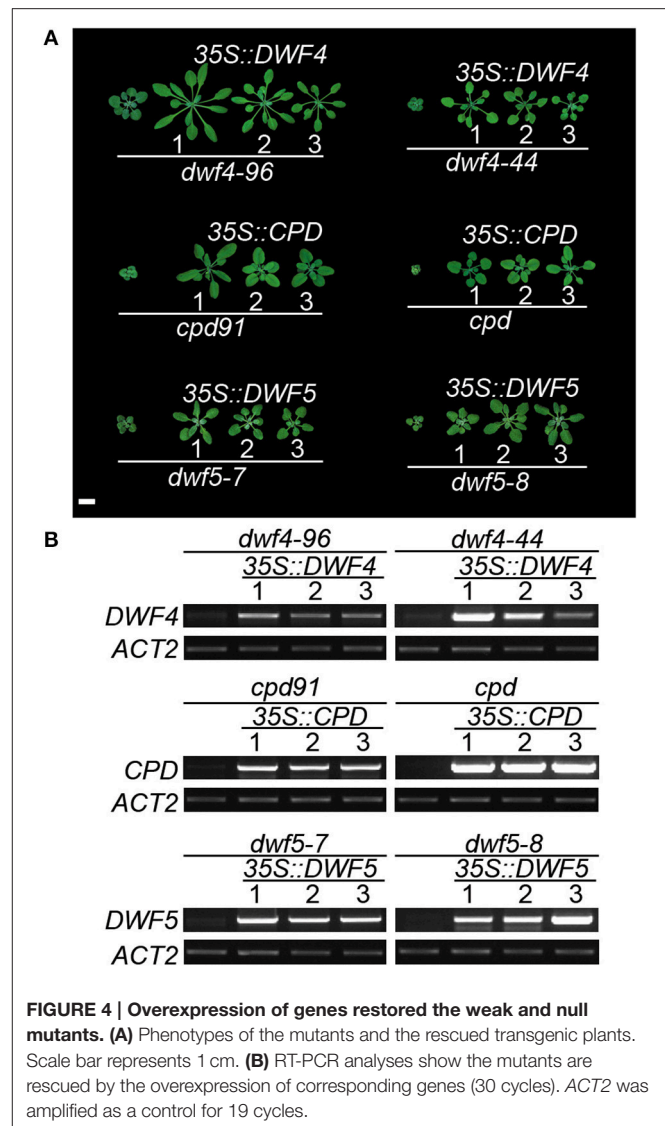 A
35S::DWF4 35S::DWF4
1 2 3 1 2 3
dwf4-96 dwf4-44
35S::CPD 35S::CPD
1 2 3 1 2 3
cpd91 cpd
35S::DWF5 35S::DWF5
1 2 3 1 2 3
dwf5-7 dwf5-8
B
dwf4-96 dwf4-44
35S::DWF4 35S::DWF4
1 2 3 1 2 3
DWF4
ACT2
cpd91 cpd
35S::CPD 35S::CPD
1 2 3 1 2 3
CPD
ACT2
dwf5-7 dwf5-8
35S::DWF5 35S::DWF5
1 2 3 1 2 3
DWF5
ACT2
FIGURE 4 | Overexpression of genes restored the weak and null
mutants. (A) Phenotypes of the mutants and the rescued transgenic plants.
Scale bar represents 1 cm. (B) RT-PCR analyses show the mutants are
rescued by the overexpression of corresponding genes (30 cycles). ACT2 was
amplified as a control for 19 cycles.